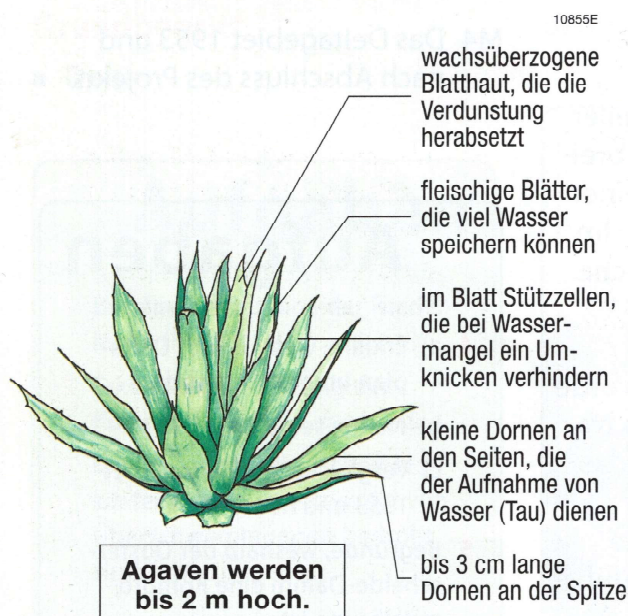 10855E
wachsüberzogene
Blatthaut, die die
Verdunstung
herabsetzt
fleischige Blätter,
die viel Wasser
speichern können
im Blatt Stützzellen,
die bei Wasser-
mangel ein Um-
knicken verhindern
kleine Dornen an
den Seiten, die
der Aufnahme von
Wasser (Tau) dienen
bis 3 cm lange
Dornen an der Spitze
Agaven werden
bis 2 m hoch.